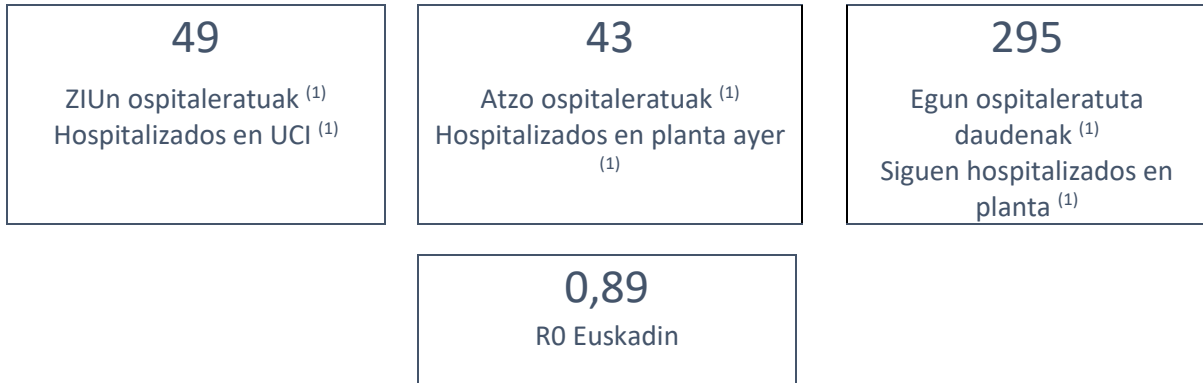 49
ZIUn ospitaleratuak (1)
Hospitalizados en UCI (1)
43
Atzo ospitaleratuak (1)
Hospitalizados en planta ayer
(1)
295
Egun ospitaleratuta
daudenak (1)
Siguen hospitalizados en
planta (1)
0,89
R0 Euskadin